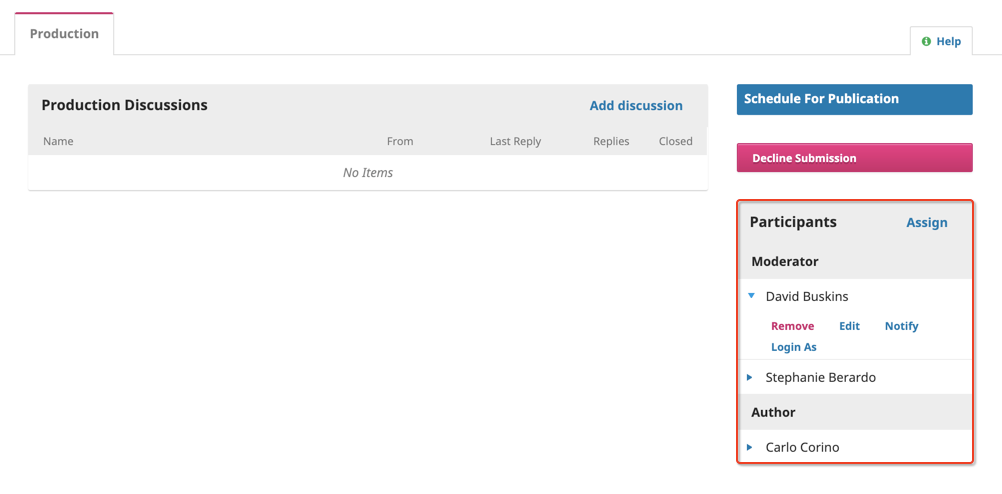 Production
Help
Production Discussions
Add discussion
Name From Last Reply Replies Closed
No Items
Schedule For Publication
Decline Submission
Participants
Assign
Moderator
David Buskins
Remove Edit Notify
Login As
Stephanie Berardo
Author
Carlo Corino